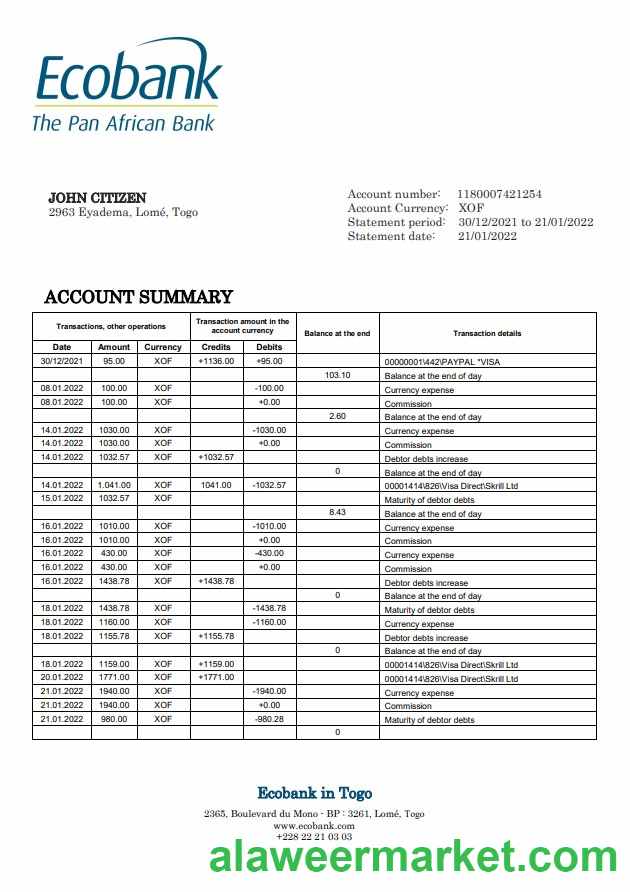 Ecobank
The Pan African Bank
JOHN CITIZEN
2963 Eyadema, Lomé, Togo
Account number: 1180007421254
Account Currency: XOF
Statement period: 30/12/2021 to 21/01/2022
Statement date: 21/01/2022
ACCOUNT SUMMARY
Transactions, other operations Transaction amount in the account currency Balance at the end Transaction details
Date Amount Currency Credits Debits
30/12/2021 95.00 XOF +1136.00 +95.00 00000001\442\PAYPAL *VISA
103.10 Balance at the end of day
08.01.2022 100.00 XOF -100.00 Currency expense
08.01.2022 100.00 XOF +0.00 Commission
2.60 Balance at the end of day
14.01.2022 1030.00 XOF -1030.00 Currency expense
14.01.2022 1030.00 XOF +0.00 Commission
14.01.2022 1032.57 XOF +1032.57 Debtor debts increase
0 Balance at the end of day
14.01.2022 1.041.00 XOF 1041.00 -1032.57 00001414\826\Visa Direct\Skrill Ltd
15.01.2022 1032.57 XOF Maturity of debtor debts
8.43 Balance at the end of day
16.01.2022 1010.00 XOF -1010.00 Currency expense
16.01.2022 1010.00 XOF +0.00 Commission
16.01.2022 430.00 XOF -430.00 Currency expense
16.01.2022 430.00 XOF +0.00 Commission
16.01.2022 1438.78 XOF +1438.78 Debtor debts increase
0 Balance at the end of day
18.01.2022 1438.78 XOF -1438.78 Maturity of debtor debts
18.01.2022 1160.00 XOF -1160.00 Currency expense
18.01.2022 1155.78 XOF +1155.78 Debtor debts increase
0 Balance at the end of day
18.01.2022 1159.00 XOF +1159.00 00001414\826\Visa Direct\Skrill Ltd
20.01.2022 1771.00 XOF +1771.00 00001414\826\Visa Direct\Skrill Ltd
21.01.2022 1940.00 XOF -1940.00 Currency expense
21.01.2022 1940.00 XOF +0.00 Commission
21.01.2022 980.00 XOF -980.28 Maturity of debtor debts
0
Ecobank in Togo
2365, Boulevard du Mono - BP : 3261, Lomé, Togo
www.ecobank.com
+228 22 21 03 03
alaweermarket.com